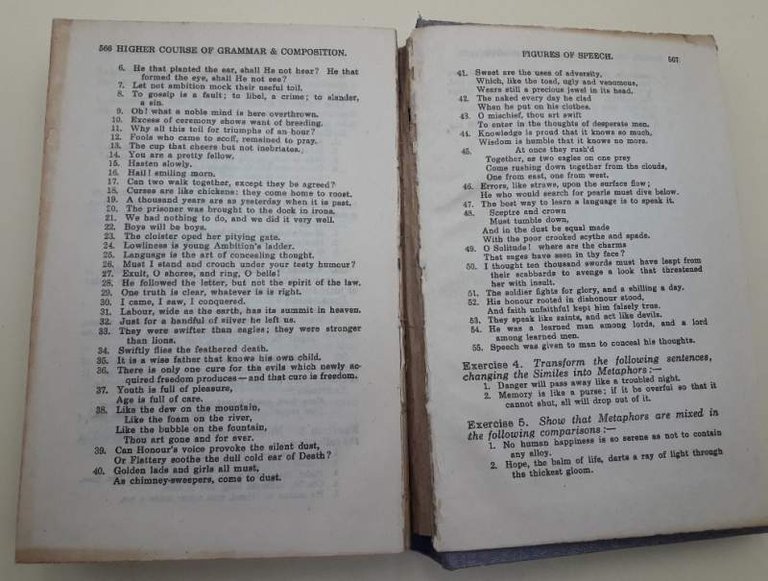 566 HIGHER COURSE OF GRAMMAR & COMPOSITION.
6. He that planted the ear, shall He not hear? He that
formed the eye, shall He not see?
7. Let not ambition mock their useful toil.
8. To gossip is a fault; to libel, a crime; to slander,
a sin.
9. Oh! what a noble mind is here overthrown.
10. Excess of ceremony shows want of breeding.
11. Why all this toil for triumphs of an hour?
12. Fools who came to scoff, remained to pray.
13. The cup that cheers but not inebriates.
14. You are a pretty fellow.
15. Hasten slowly.
16. Hail! smiling morn.
17. Can two walk together, except they be agreed?
18. Curses are like chickens: they come home to roost.
19. A thousand years are as yesterday when it is past.
20. The prisoner was brought to the dock in irons.
21. We had nothing to do, and we did it very well.
22. Boys will be boys.
23. The cloister oped her pitying gate.
24. Lowliness is young Ambition's ladder.
25. Language is the art of concealing thought.
26. Must I stand and crouch under your testy humour?
27. Exult, O shores, and ring, O bells!
28. He followed the letter, but not the spirit of the law.
29. One truth is clear, whatever is is right.
30. I came, I saw, I conquered.
31. Labour, wide as the earth, has its summit in heaven.
32. Just for a handful of silver he left us.
33. They were swifter than eagles; they were stronger
than lions.
34. Swiftly flies the feathered death.
35. It is a wise father that knows his own child.
36. There is only one cure for the evils which newly ac-
quired freedom produces—and that cure is freedom.
37. Youth is full of pleasure,
Age is full of care.
38. Like the dew on the mountain,
Like the foam on the river,
Like the bubble on the fountain,
Thou art gone and for ever.
39. Can Honour's voice provoke the silent dust,
Or Flattery soothe the dull cold ear of Death?
40. Golden lads and girls all must,
As chimney-sweepers, come to dust.
FIGURES OF SPEECH. 567
41. Sweet are the uses of adversity,
Which, like the toad, ugly and venomous,
Wears still a precious jewel in its head.
42. The naked every day he clad
When he put on his clothes.
43. O mischief, thou art swift
To enter in the thoughts of desperate men.
44. Knowledge is proud that it knows so much,
Wisdom is humble that it knows no more.
45. At once they rush'd
Together, as two eagles on one prey
Come rushing down together from the clouds,
One from east, one from west.
46. Errors, like straws, upon the surface flow;
He who would search for pearls must dive below.
47. The best way to learn a language is to speak it.
48. Sceptre and crown
Must tumble down,
And in the dust be equal made
With the poor crooked scythe and spade.
49. O Solitude! where are the charms
That sages have seen in thy face?
50. I thought ten thousand swords must have leapt from
their scabbards to avenge a look that threatened
her with insult.
51. The soldier fights for glory, and a shilling a day.
52. His honour rooted in dishonour stood,
And faith unfaithful kept him falsely true.
53. They speak like saints, and act like devils.
54. He was a learned man among lords, and a lord
among learned men.
55. Speech was given to man to conceal his thoughts.
Exercise 4. Transform the following sentences,
changing the Similes into Metaphors:—
1. Danger will pass away like a troubled night.
2. Memory is like a purse; if it be overful so that it
cannot shut, all will drop out of it.
Exercise 5. Show that Metaphors are mixed in
the following comparisons:—
1. No human happiness is so serene as not to contain
any alloy.
2. Hope, the balm of life, darts a ray of light through
the thickest gloom.